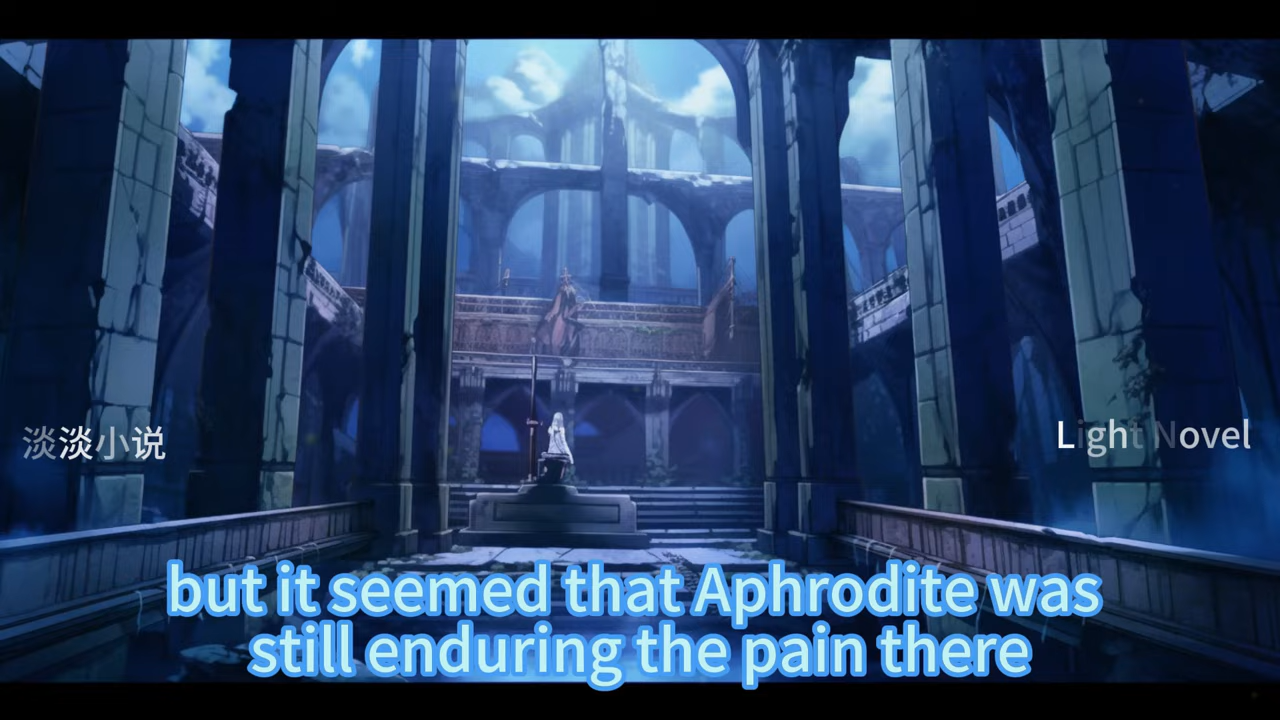 淡淡小说
Light Novel
but it seemed that Aphrodite was
still enduring the pain there